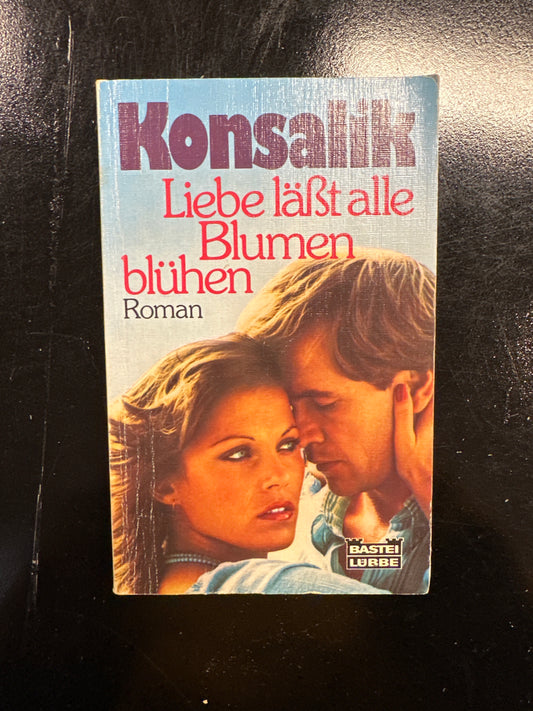 Konsalik
Liebe läßt alle
Blumen
blühen
Roman
BASTEI
LÜBBE